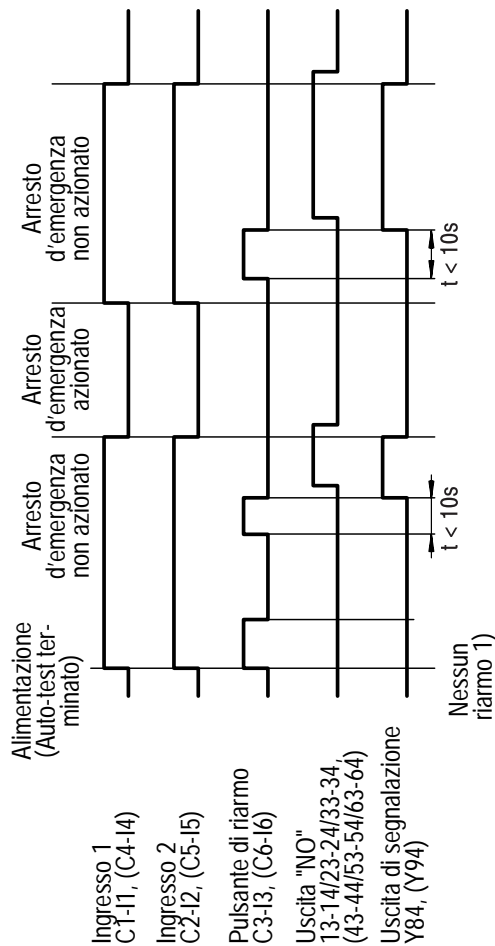 Alimentazione
(Auto-test ter-
minato)
Arresto
d'emergenza
non azionato
Arresto
d'emergenza
azionato
Arresto
d'emergenza
non azionato
Ingresso 1
C1-I1, (C4-I4)
Ingresso 2
C2-I2, (C5-I5)
Pulsante di riarmo
C3-I3, (C6-I6)
Uscita "NO"
13-14/23-24/33-34,
(43-44/53-54/63-64)
Uscita di segnalazione
Y84, (Y94)
Nessun
riarmo 1)
t < 10s
t < 10s